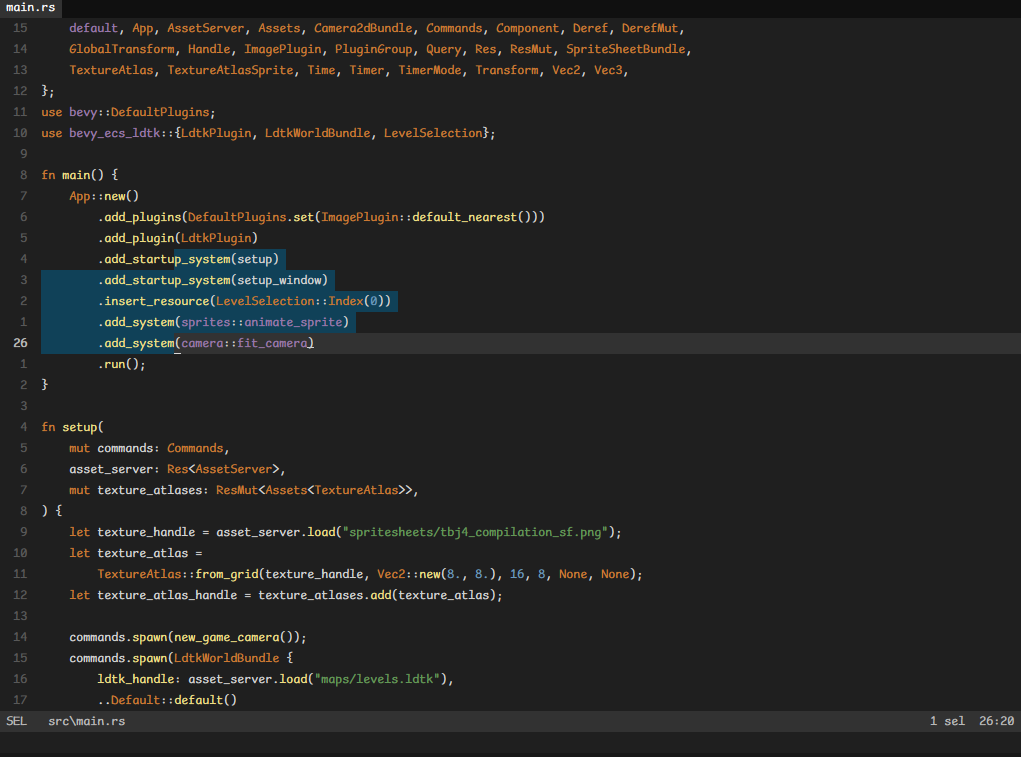 main.rs
15 default, App, AssetServer, Assets, Camera2dBundle, Commands, Component, Deref, DerefMut,
14 GlobalTransform, Handle, ImagePlugin, PluginGroup, Query, Res, ResMut, SpriteSheetBundle,
13 TextureAtlas, TextureAtlasSprite, Time, Timer, TimerMode, Transform, Vec2, Vec3,
12 };
11 use bevy::DefaultPlugins;
10 use bevy_ecs_ldtk::{LdtkPlugin, LdtkWorldBundle, LevelSelection};
9
8 fn main() {
7 App::new()
6 .add_plugins(DefaultPlugins.set(ImagePlugin::default_nearest()))
5 .add_plugin(LdtkPlugin)
4 .add_startup_system(setup)
3 .add_startup_system(setup_window)
2 .insert_resource(LevelSelection::Index(0))
1 .add_system(sprites::animate_sprite)
26 .add_system(camera::fit_camera)
1 .run();
2 }
3
4 fn setup(
5 mut commands: Commands,
6 asset_server: Res<AssetServer>,
7 mut texture_atlases: ResMut<Assets<TextureAtlas>>,
8 ) {
9 let texture_handle = asset_server.load("spritesheets/tbj4_compilation_sf.png");
10 let texture_atlas =
11 TextureAtlas::from_grid(texture_handle, Vec2::new(8., 8.), 16, 8, None, None);
12 let texture_atlas_handle = texture_atlases.add(texture_atlas);
13
14 commands.spawn(new_game_camera());
15 commands.spawn(LdtkWorldBundle {
16 ldtk_handle: asset_server.load("maps/levels.ldtk"),
17 ..Default::default()
SEL src\main.rs 1 sel 26:20